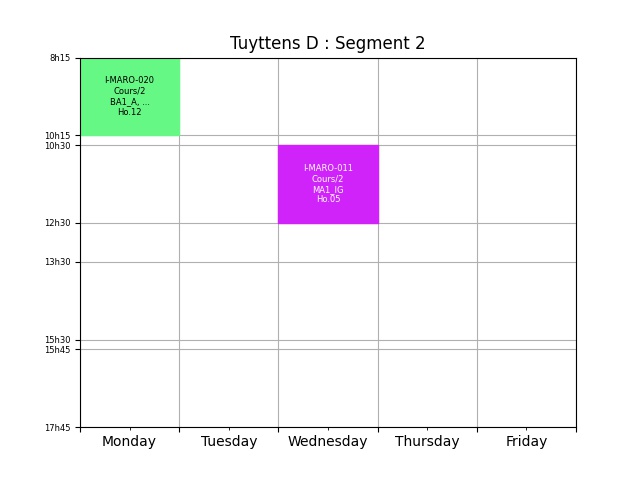 Tuyttens D : Segment 2
8h15
I-MARO-020
Cours/2
BA1_A, ...
Ho.12
10h15
10h30
I-MARO-011
Cours/2
MA1_IG
Ho.05
12h30
13h30
15h30
15h45
17h45
Monday Tuesday Wednesday Thursday Friday